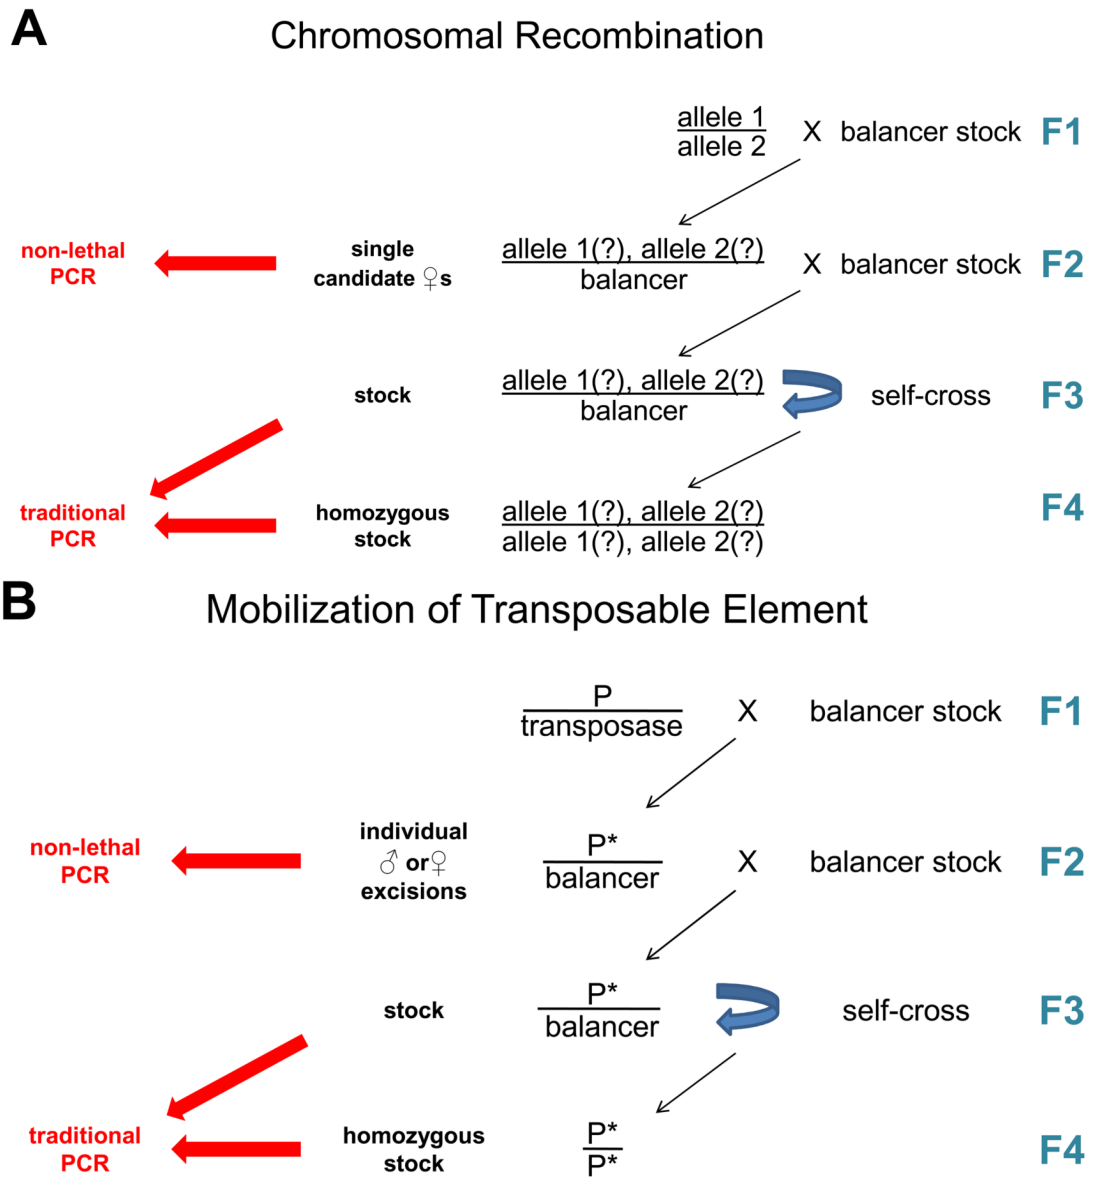 A
Chromosomal Recombination
allele 1
allele 2
X
balancer stock
F1
non-lethal
PCR
single
candidate ♀s
allele 1(?), allele 2(?)
balancer
X
balancer stock
F2
stock
allele 1(?), allele 2(?)
balancer
self-cross
F3
traditional
PCR
homozygous
stock
allele 1(?), allele 2(?)
allele 1(?), allele 2(?)
F4
B
Mobilization of Transposable Element
P
transposase
X
balancer stock
F1
non-lethal
PCR
individual
♂ or♀
excisions
P*
balancer
X
balancer stock
F2
stock
P*
balancer
self-cross
F3
traditional
PCR
homozygous
stock
P*
P*
F4